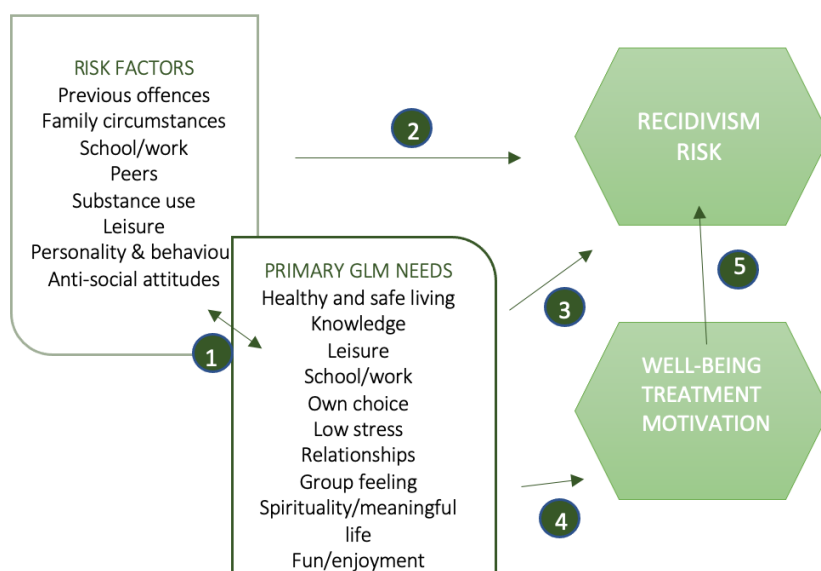 RISK FACTORS
Previous offences
Family circumstances
School/work
Peers
Substance use
Leisure
Personality & behaviou
Anti-social attitudes
1
PRIMARY GLM NEEDS
Healthy and safe living
Knowledge
Leisure
School/work
Own choice
Low stress
Relationships
Group feeling
Spirituality/meaningful
life
Fun/enjoyment
2
3
4
RECIDIVISM
RISK
5
WELL-BEING
TREATMENT
MOTIVATION